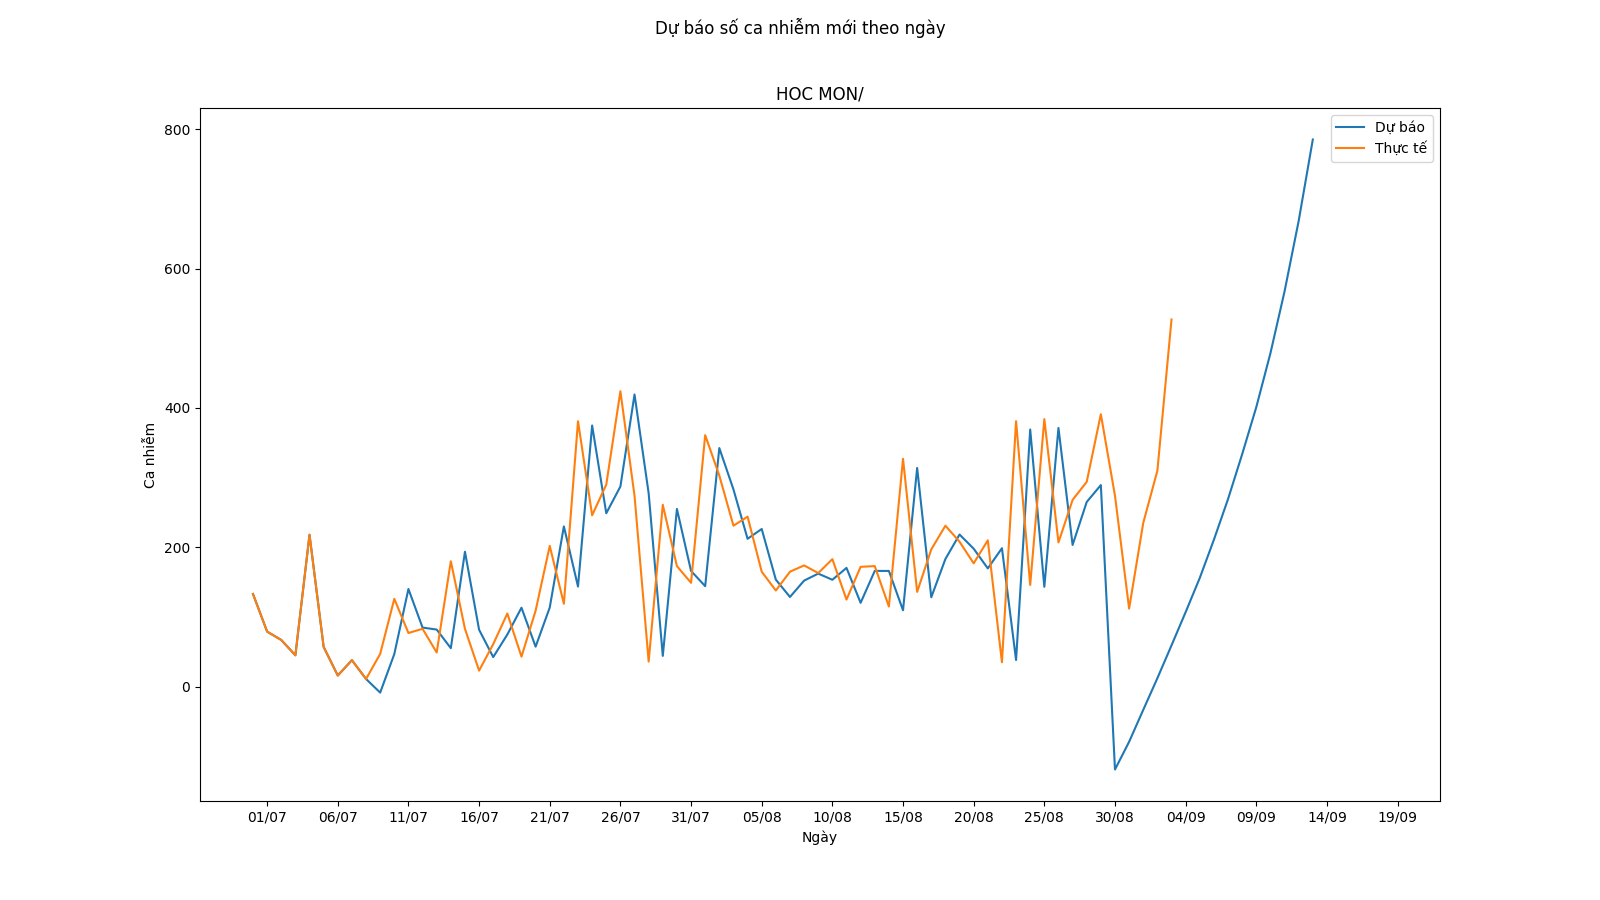 Dự báo số ca nhiễm mới theo ngày
HOC MON/
Dự báo
Thực tế
800
600
400
200
0
Ca nhiễm
01/07 06/07 11/07 16/07 21/07 26/07 31/07 05/08 10/08 15/08 20/08 25/08 30/08 04/09 09/09 14/09 19/09
Ngày